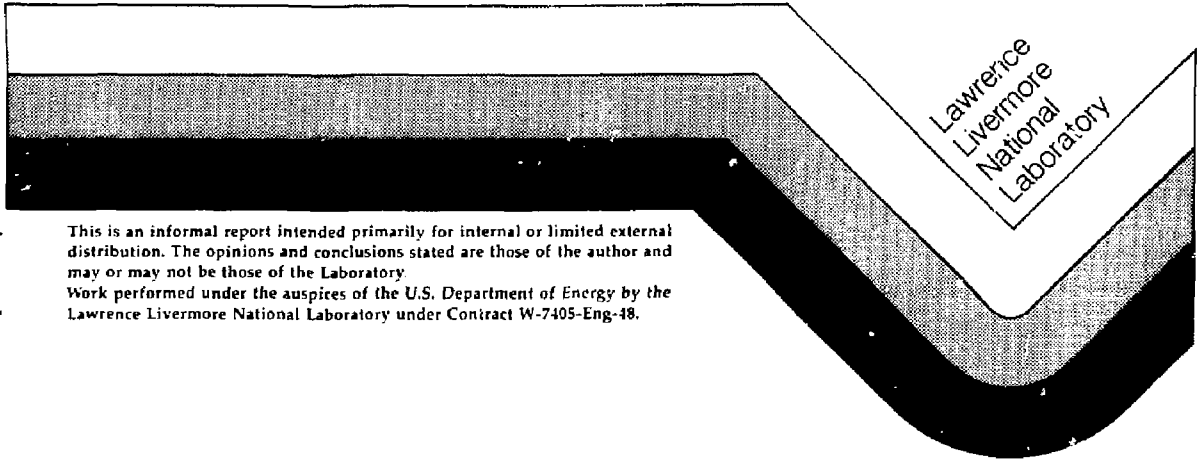 Lawrence
Livermore
National
Laboratory
This is an informal report intended primarily for internal or limited external
distribution. The opinions and conclusions stated are those of the author and
may or may not be those of the Laboratory.
Work performed under the auspices of the U.S. Department of Energy by the
Lawrence Livermore National Laboratory under Contract W-7405-Eng-48.